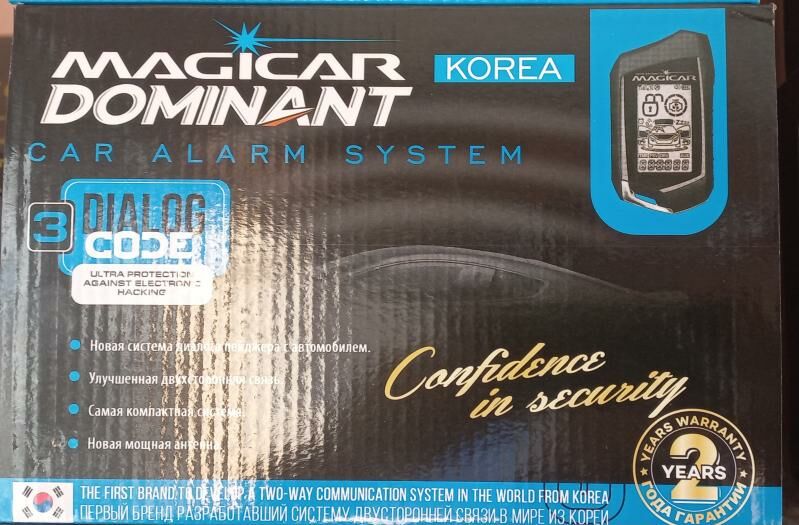 MAGICAR
DOMINANT
KOREA
CAR ALARM SYSTEM
MAGICAR
3 DIALOG
CODE
ULTRA PROTECTION
AGAINST ELECTRONIC
HACKING
Новая система диалога пейджера с автомобилем.
Улучшенная двухсторонняя связь.
Самая компактная система.
Новая мощная антенна.
Confidence
in security
2 YEARS WARRANTY
2
YEARS
ГОДА ГАРАНТИИ
THE FIRST BRAND TO DEVELOP A TWO-WAY COMMUNICATION SYSTEM IN THE WORLD FROM KOREA
ПЕРВЫЙ БРЕНД РАЗРАБОТАВШИЙ СИСТЕМУ ДВУСТОРОННЕЙ СВЯЗИ В МИРЕ ИЗ КОРЕИ